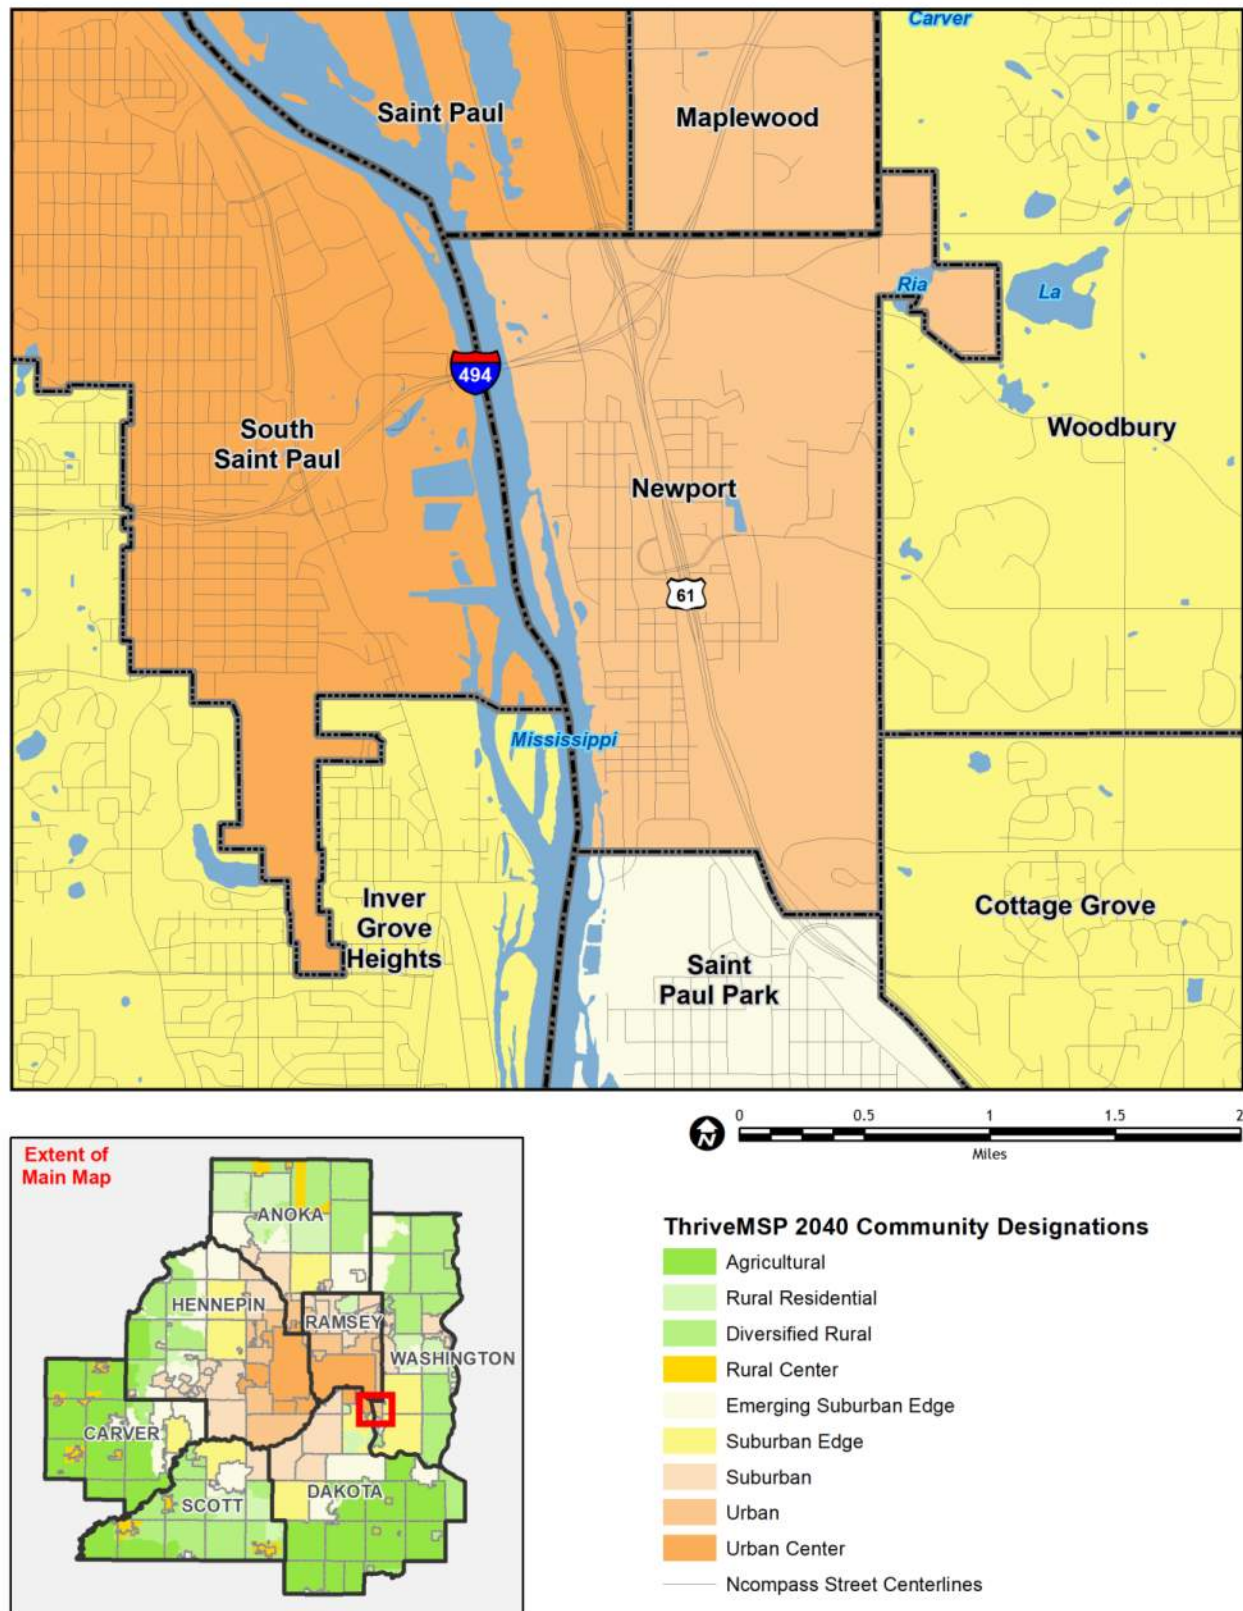 Carver
Saint Paul
Maplewood
Ria
La
494
South
Saint Paul
Woodbury
Newport
61
Mississippi
Inver
Grove
Heights
Cottage Grove
Saint
Paul Park
N
0 0.5 1 1.5 2
Miles
Extent of
Main Map
ANOKA
HENNEPIN
RAMSEY
WASHINGTON
CARVER
SCOTT
DAKOTA
ThriveMSP 2040 Community Designations
Agricultural
Rural Residential
Diversified Rural
Rural Center
Emerging Suburban Edge
Suburban Edge
Suburban
Urban
Urban Center
Ncompass Street Centerlines